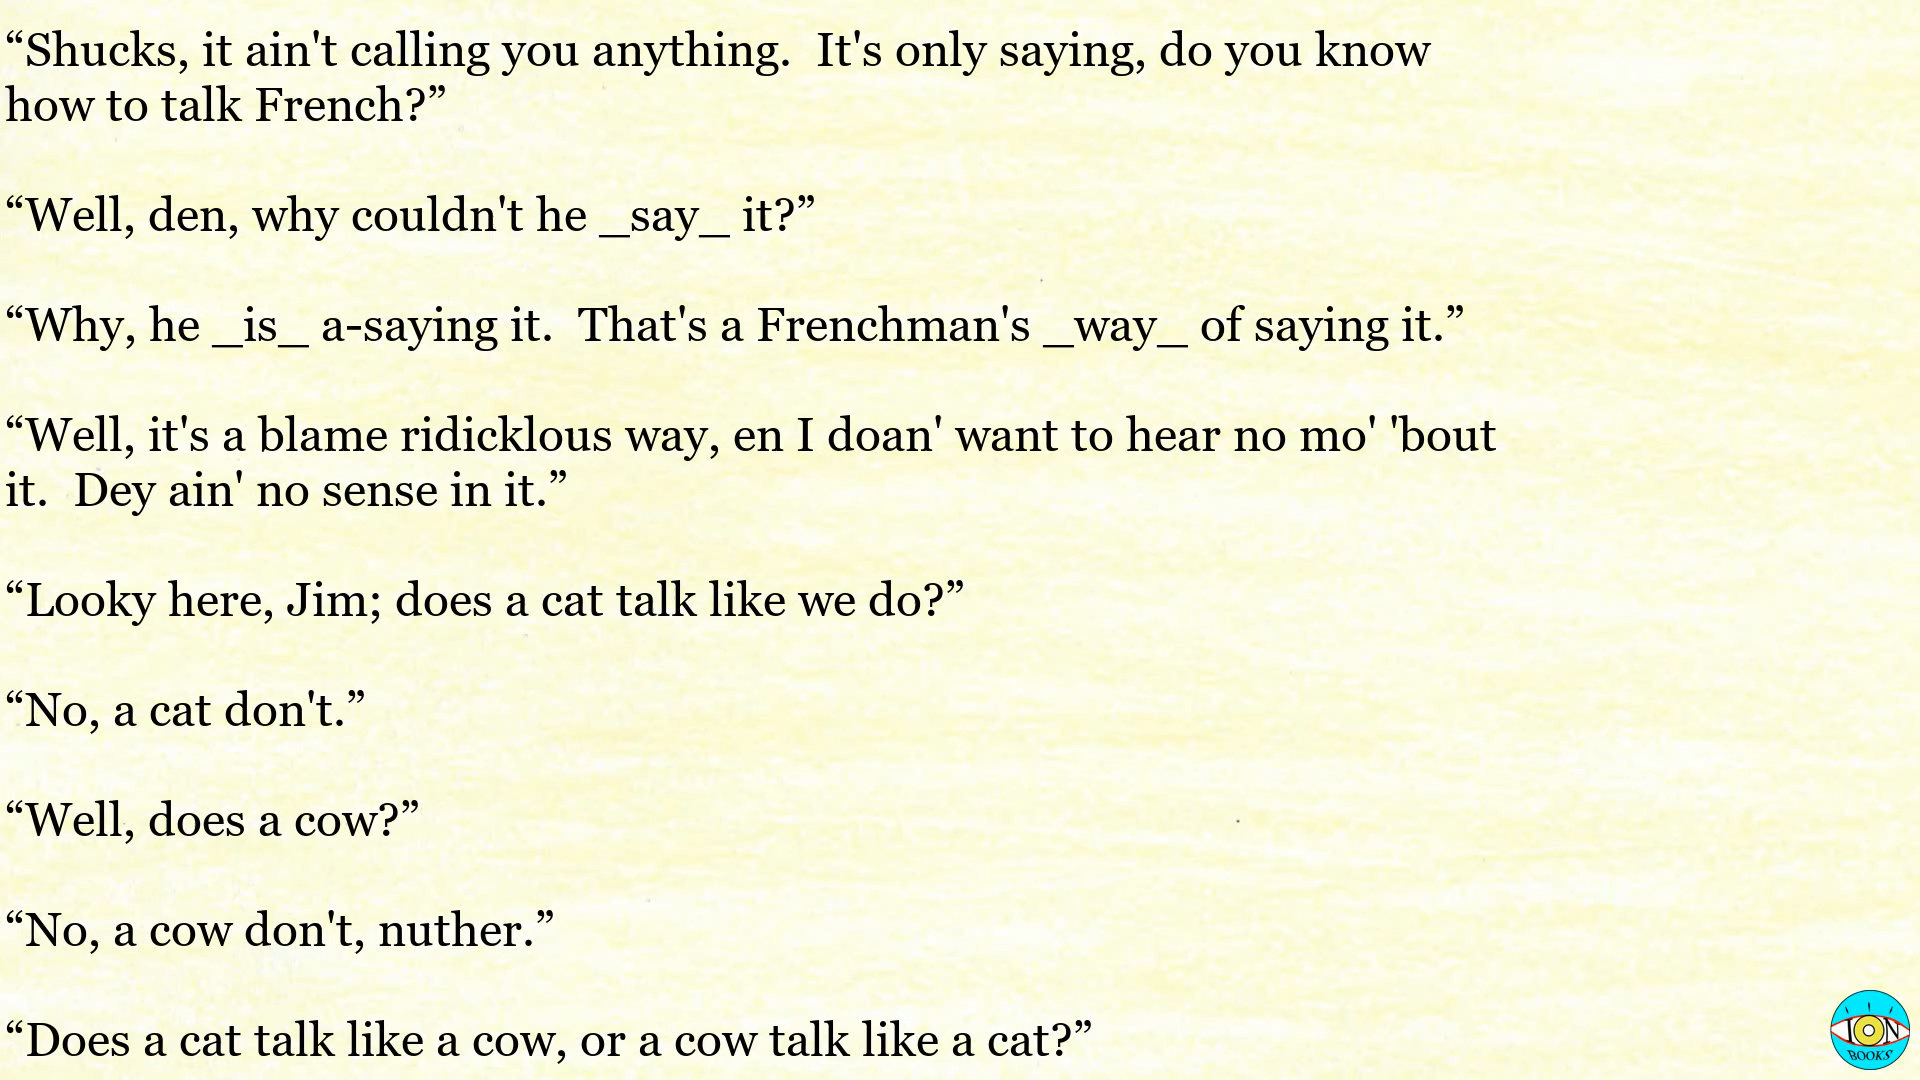 “Shucks, it ain't calling you anything.  It's only saying, do you know
how to talk French?”
“Well, den, why couldn't he _say_ it?”
“Why, he _is_ a-saying it.  That's a Frenchman's _way_ of saying it.”
“Well, it's a blame ridicklous way, en I doan' want to hear no mo' 'bout
it.  Dey ain' no sense in it.”
“Looky here, Jim; does a cat talk like we do?”
“No, a cat don't.”
“Well, does a cow?”
“No, a cow don't, nuther.”
“Does a cat talk like a cow, or a cow talk like a cat?”
ION
BOOKS